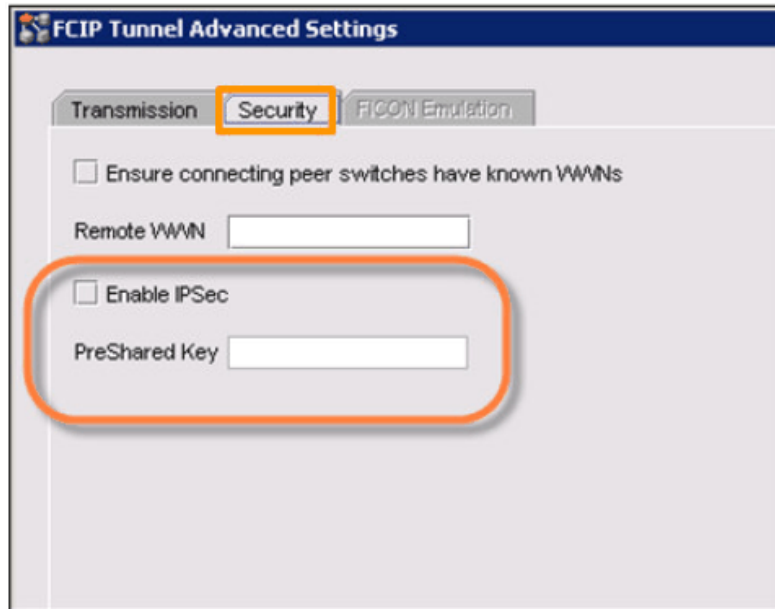 FCIP Tunnel Advanced Settings
Transmission Security FICON Emulation
Ensure connecting peer switches have known WWNs
Remote WWN
Enable IPSec
PreShared Key